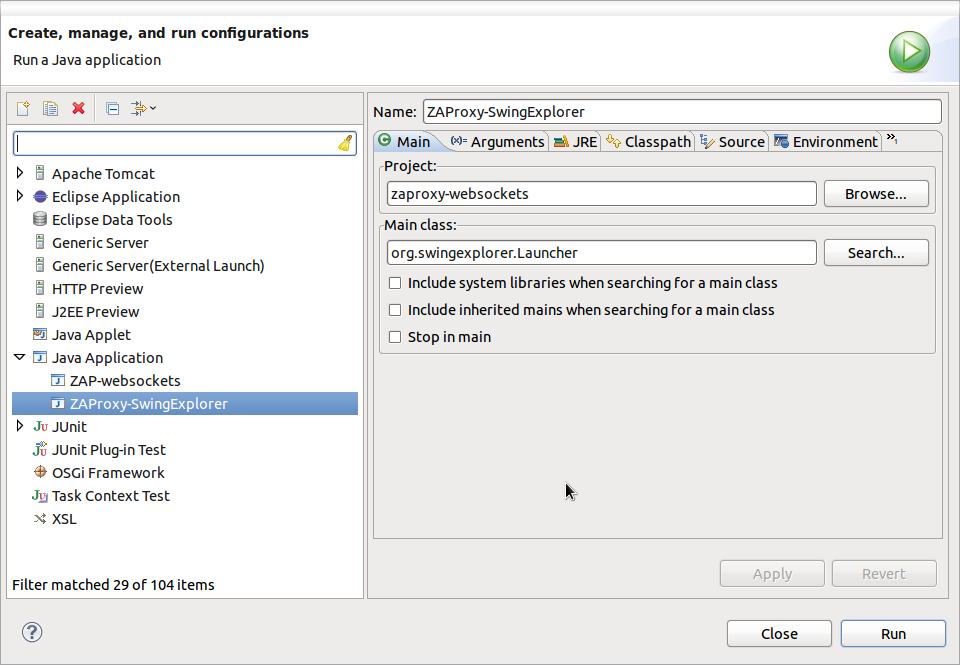 Create, manage, and run configurations
Run a Java application
Name: ZAProxy-SwingExplorer
Main (x)= Arguments JRE Classpath Source Environment »1
Project:
zaproxy-websockets Browse...
Main class:
org.swingexplorer.Launcher Search...
Include system libraries when searching for a main class
Include inherited mains when searching for a main class
Stop in main
Apache Tomcat
Eclipse Application
Eclipse Data Tools
Generic Server
Generic Server(External Launch)
HTTP Preview
J2EE Preview
Java Applet
Java Application
ZAP-websockets
ZAProxy-SwingExplorer
JUnit
JUnit Plug-in Test
OSGi Framework
Task Context Test
XSL
Filter matched 29 of 104 items
Apply Revert
Close Run